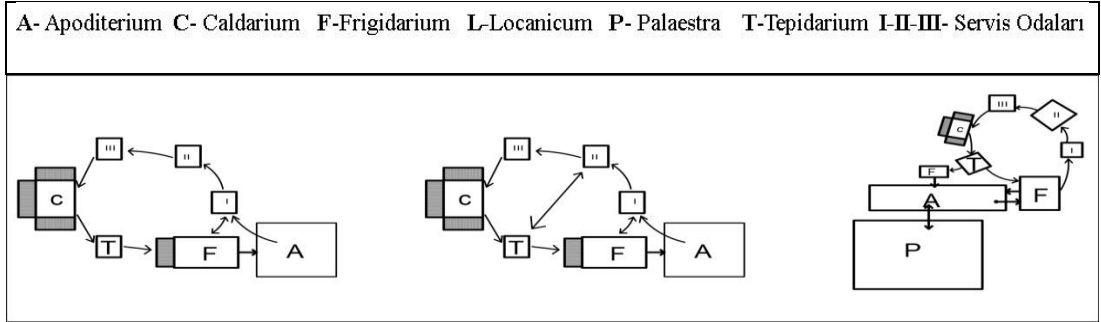 A- Apoditerium C- Caldarium F-Frigidarium L-Locanicum P- Palaestra T-Tepidarium I-II-III- Servis Odaları
III
II
C
I
T
F
A
III
II
C
I
T
F
A
III
II
C
I
T
F
F
A
P